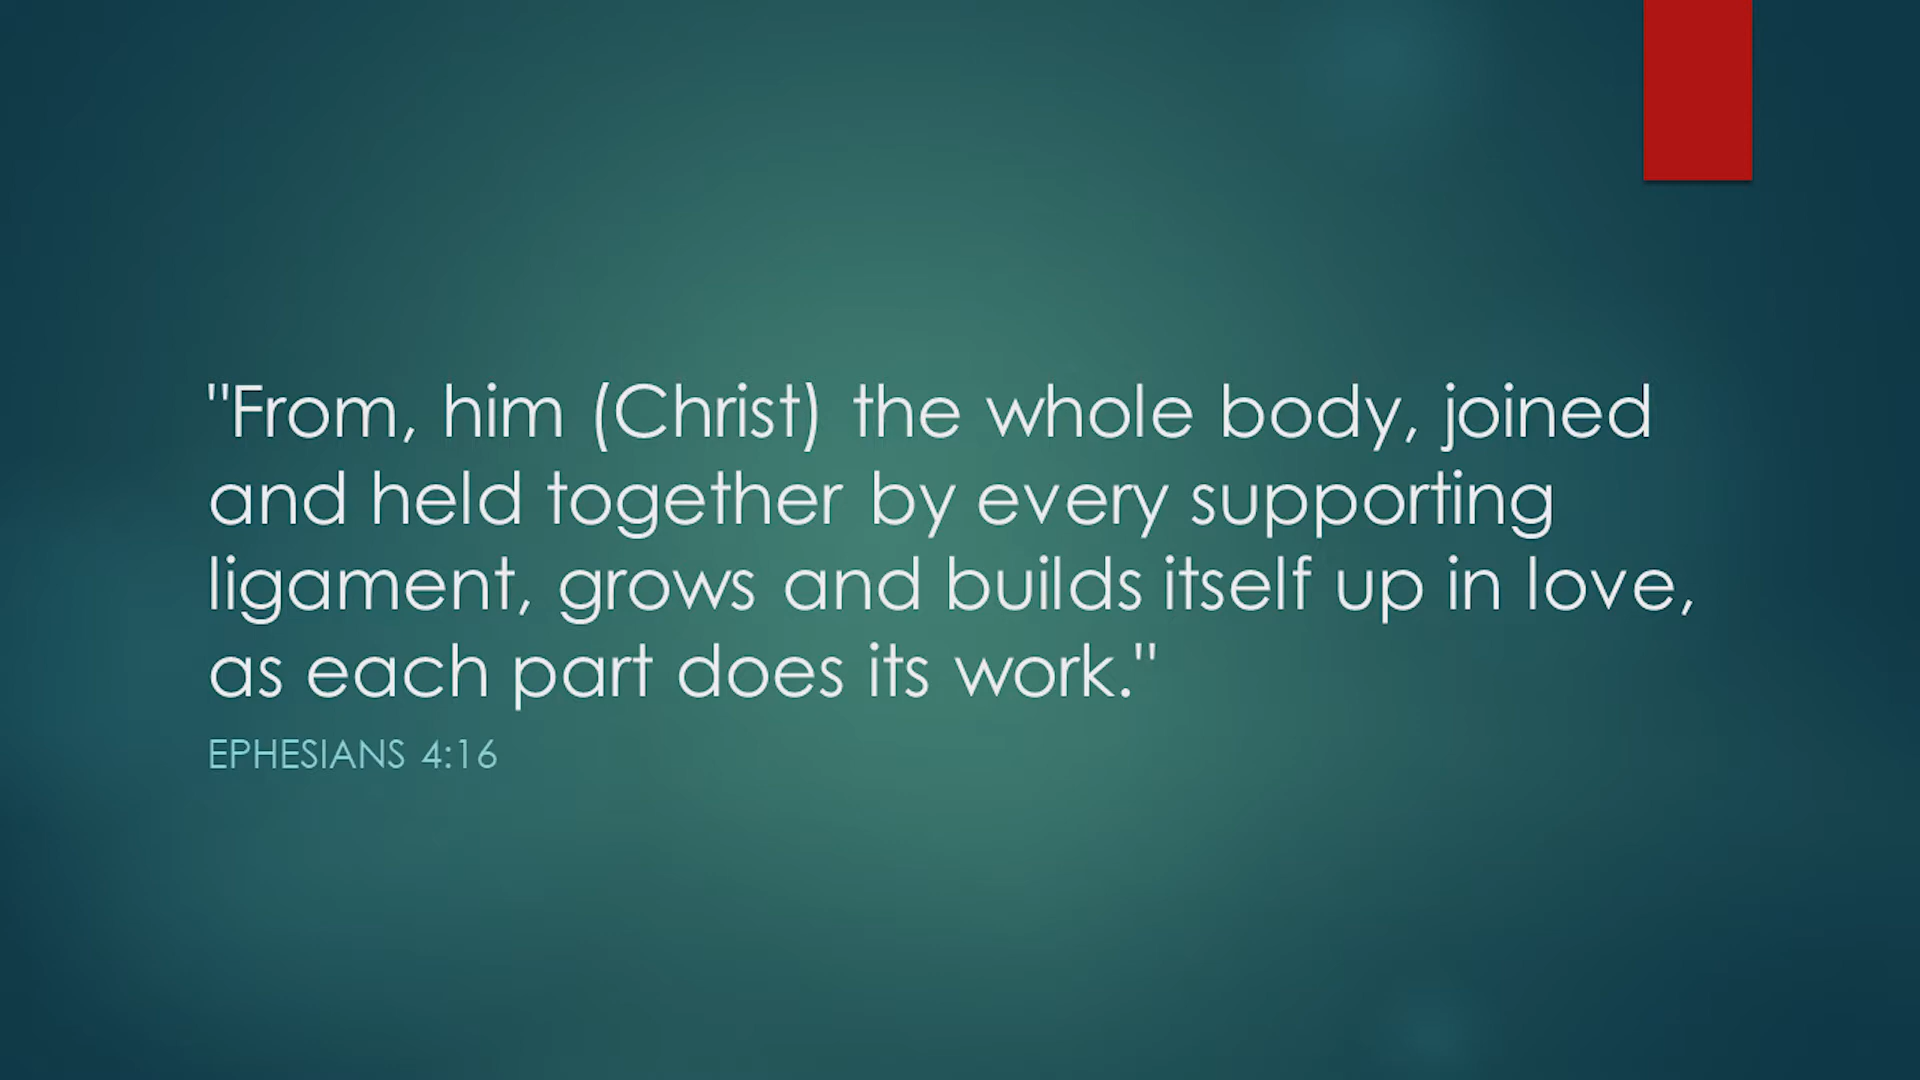 "From, him (Christ) the whole body, joined
and held together by every supporting
ligament, grows and builds itself up in love,
as each part does its work."
EPHESIANS 4:16